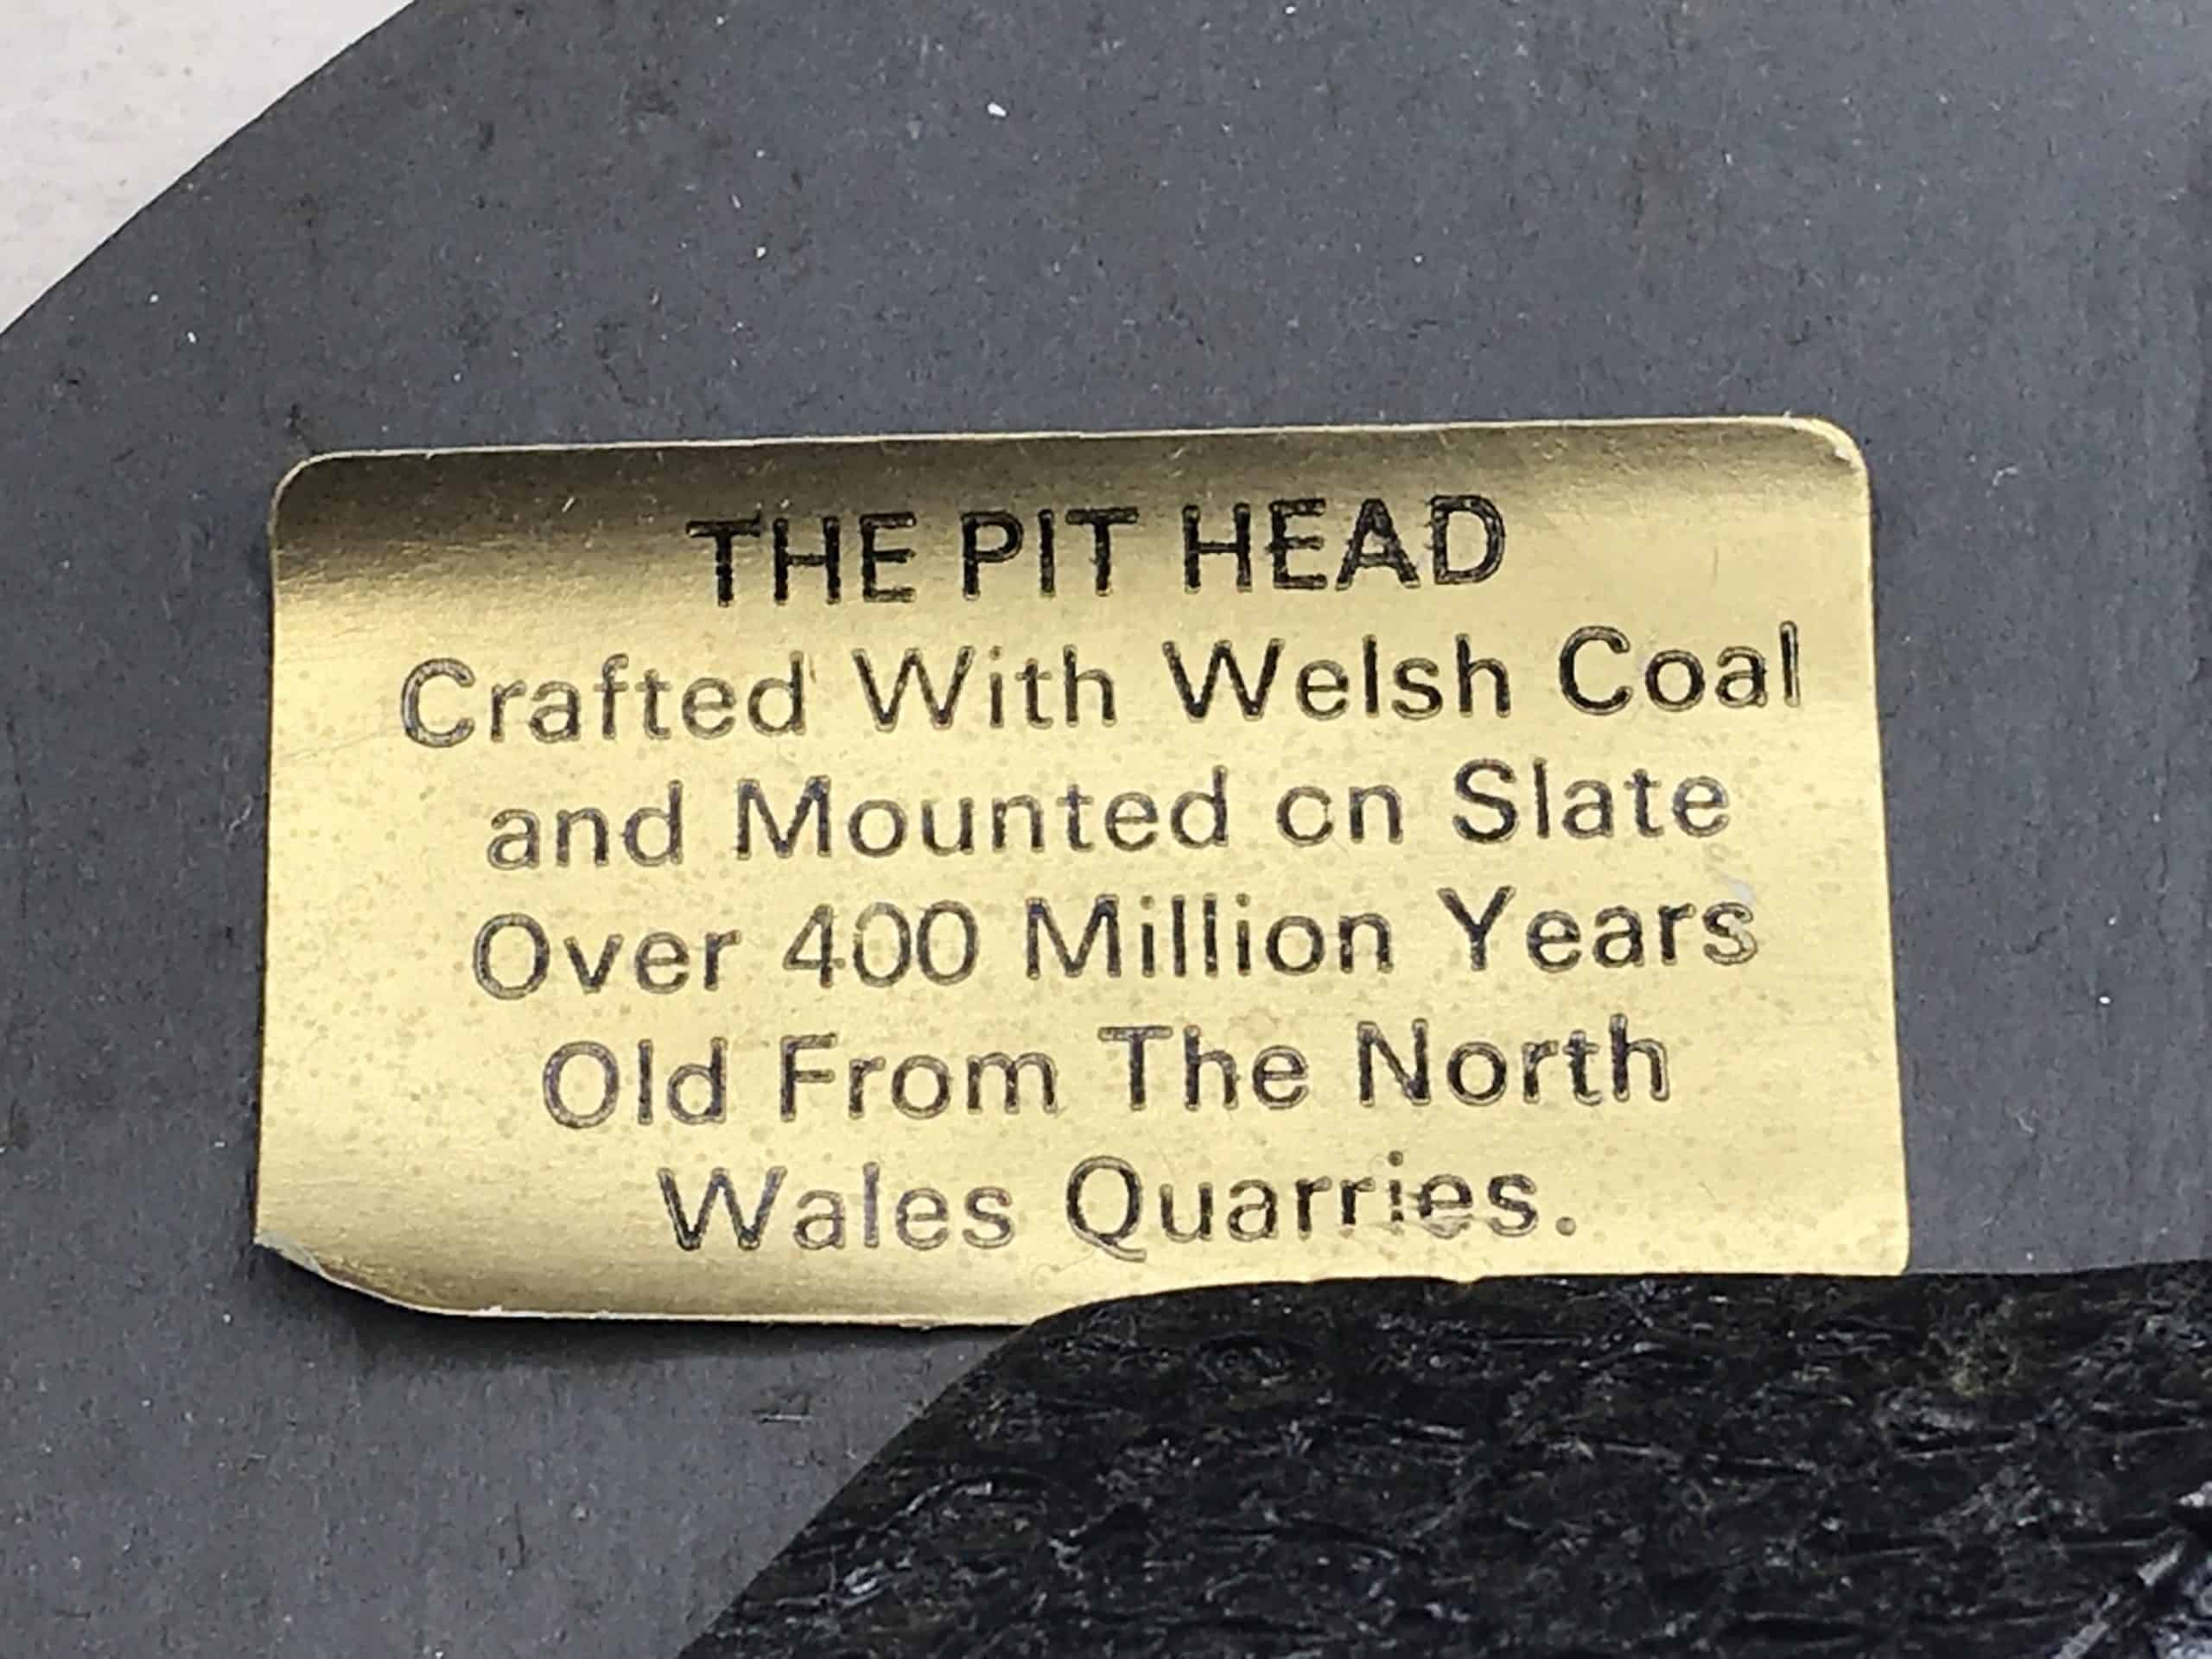 THE PIT HEAD
Crafted With Welsh Coal
and Mounted on Slate
Over 400 Million Years
Old From The North
Wales Quarries.